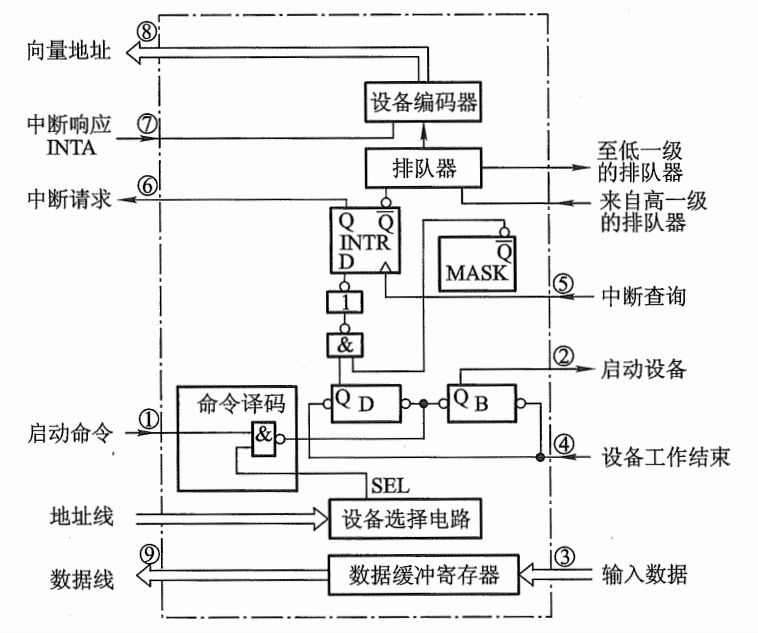 向量地址
⑧
设备编码器
中断响应
INTA
⑦
排队器
至低一级
的排队器
中断请求
⑥
来自高一级
的排队器
Q Q̅
INTR
D
Q̅
MASK
⑤
中断查询
1
&
②
启动设备
命令译码
Q D
Q B
启动命令
①
&
④
设备工作结束
SEL
地址线
设备选择电路
数据线
⑨
数据缓冲寄存器
③
输入数据